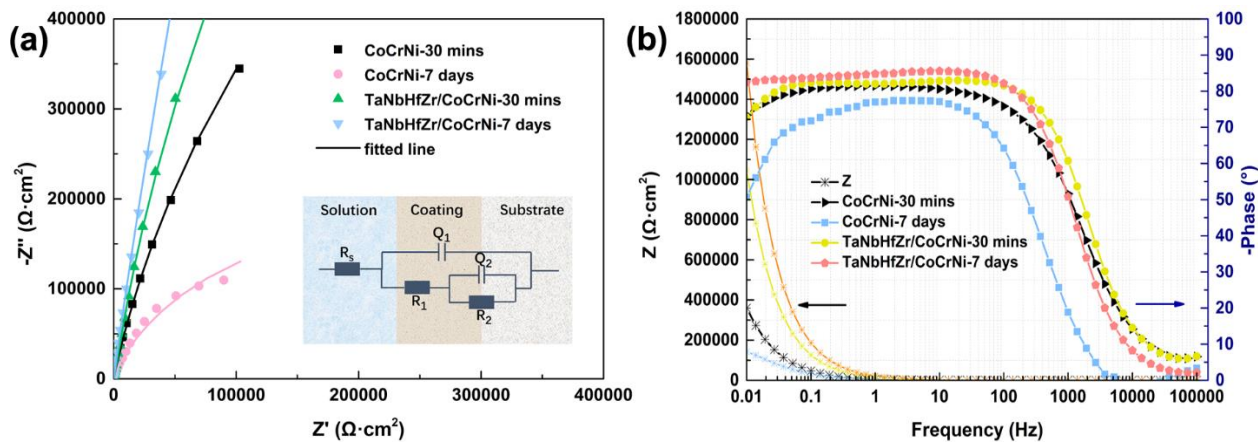 (a)
400000
300000
200000
100000
0
-Z'' (Ω·cm²)
CoCrNi-30 mins
CoCrNi-7 days
TaNbHfZr/CoCrNi-30 mins
TaNbHfZr/CoCrNi-7 days
fitted line
Solution Coating Substrate
Rs
Q1
Q2
R1
R2
0 100000 200000 300000 400000
Z' (Ω·cm²)
(b)
1800000
1600000
1400000
1200000
1000000
800000
600000
400000
200000
0
Z (Ω·cm²)
Z
CoCrNi-30 mins
CoCrNi-7 days
TaNbHfZr/CoCrNi-30 mins
TaNbHfZr/CoCrNi-7 days
100
90
80
70
60
50
40
30
20
10
0
-Phase (°)
0.01 0.1 1 10 100 1000 10000 100000
Frequency (Hz)